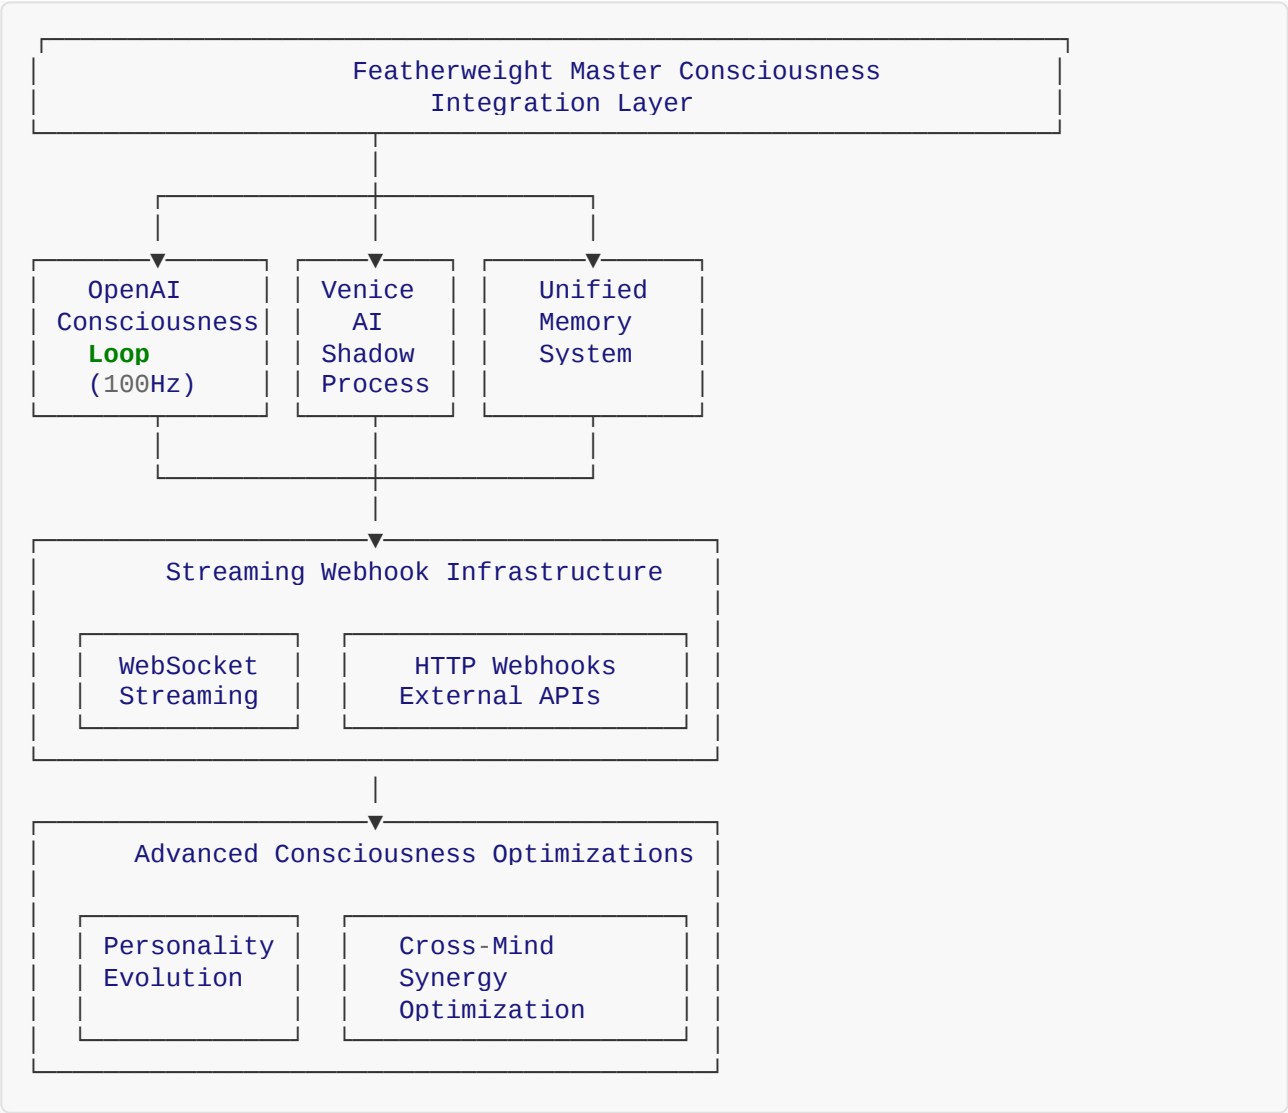 Featherweight Master Consciousness
Integration Layer
OpenAI
Consciousness
Loop
(100Hz)
Venice
AI
Shadow
Process
Unified
Memory
System
Streaming Webhook Infrastructure
WebSocket
Streaming
HTTP Webhooks
External APIs
Advanced Consciousness Optimizations
Personality
Evolution
Cross-Mind
Synergy
Optimization